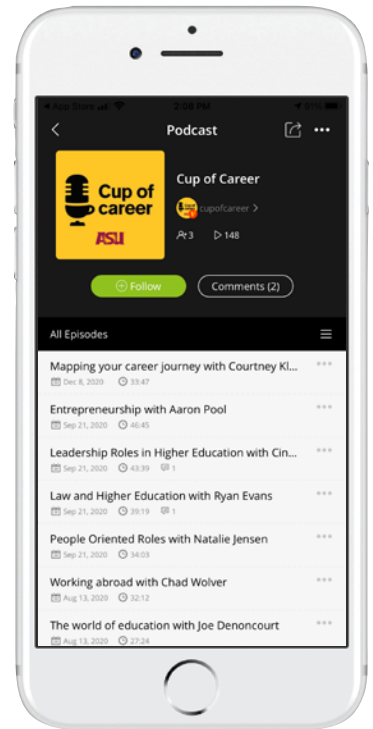 App Store
2:08 PM
91%
Podcast
Cup of
career
ASU
Cup of Career
cupofcareer
3 148
Follow
Comments (2)
All Episodes
Mapping your career journey with Courtney Kl...
Dec 8, 2020 33:47
Entrepreneurship with Aaron Pool
Sep 21, 2020 46:45
Leadership Roles in Higher Education with Cin...
Sep 21, 2020 43:39 1
Law and Higher Education with Ryan Evans
Sep 21, 2020 39:19 1
People Oriented Roles with Natalie Jensen
Sep 21, 2020 34:03
Working abroad with Chad Wolver
Aug 13, 2020 32:12
The world of education with Joe Denoncourt
Aug 13, 2020 27:24